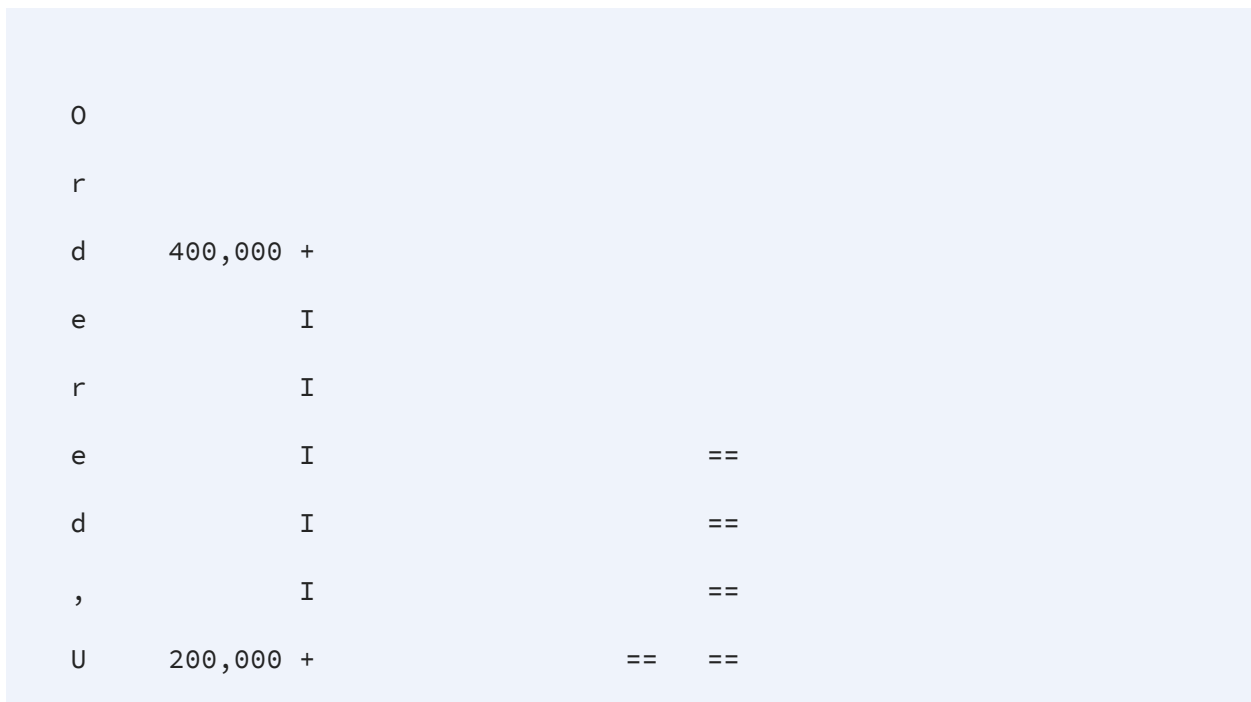 O
r
d     400,000 +
e             I
r             I
e             I                        ==
d             I                        ==
,             I                        ==
U     200,000 +                   ==   ==